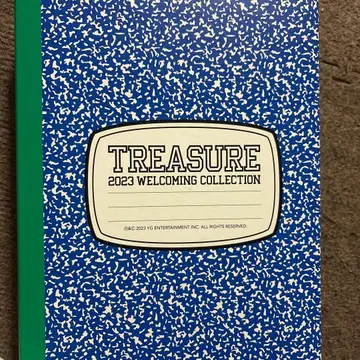 TREASURE
2023 WELCOMING COLLECTION
Ⓟ&© 2023 YG ENTERTAINMENT INC. ALL RIGHTS RESERVED.